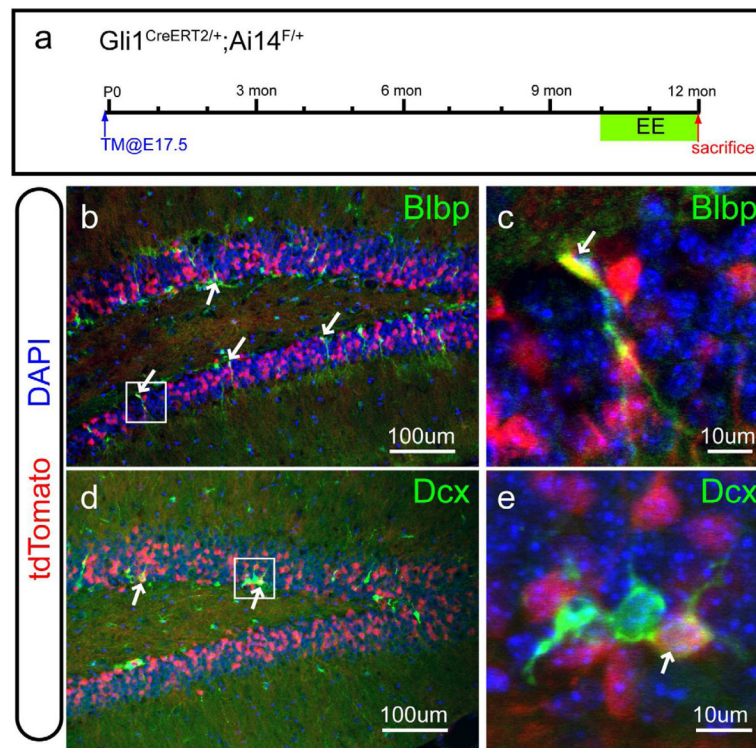 a
Gli1CreERT2/+;Ai14F/+
P0 3 mon 6 mon 9 mon 12 mon
EE
TM@E17.5
sacrifice
tdTomato DAPI
b Blbp
100um
c Blbp
10um
d Dcx
100um
e Dcx
10um